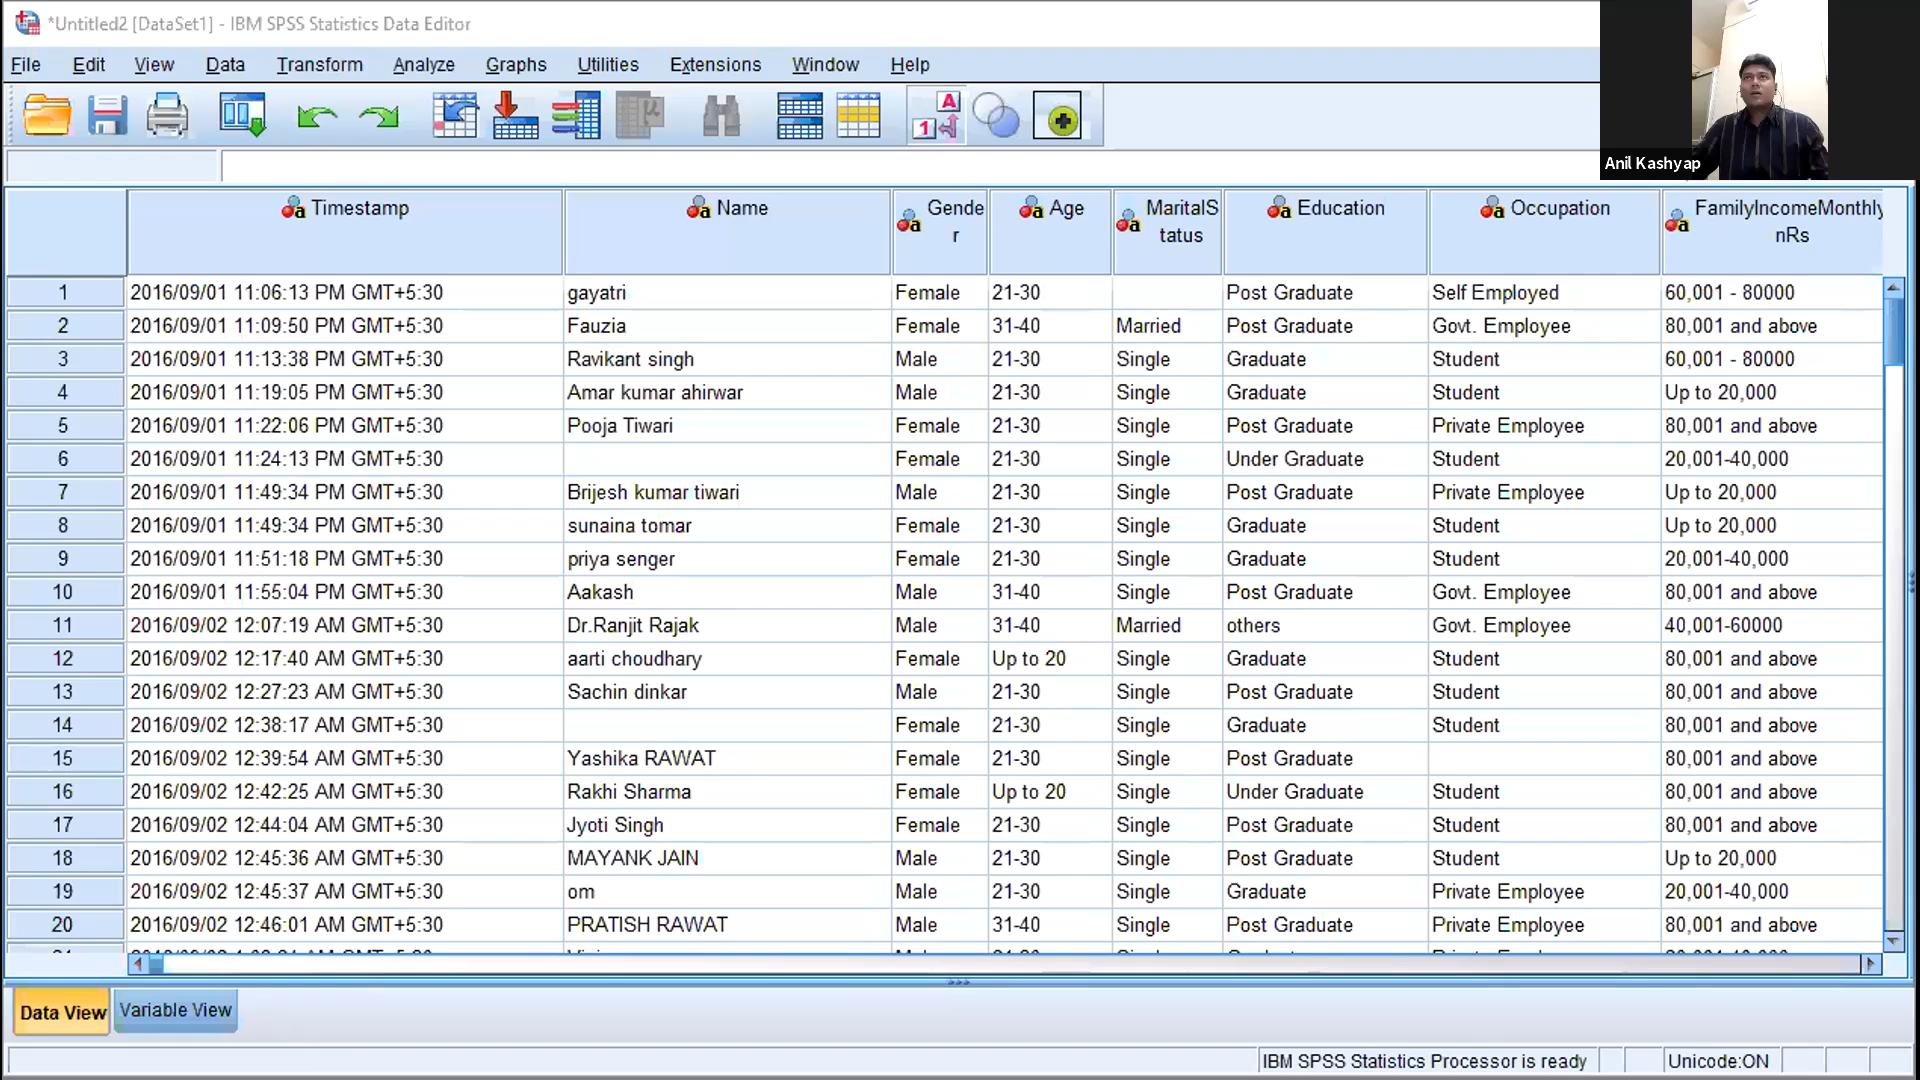 *Untitled2 [DataSet1] - IBM SPSS Statistics Data Editor
File Edit View Data Transform Analyze Graphs Utilities Extensions Window Help
Anil Kashyap
Timestamp Name Gende Age MaritalS Education Occupation FamilyIncomeMonthly
r tatus nRs
1 2016/09/01 11:06:13 PM GMT+5:30 gayatri Female 21-30 Post Graduate Self Employed 60,001 - 80000
2 2016/09/01 11:09:50 PM GMT+5:30 Fauzia Female 31-40 Married Post Graduate Govt. Employee 80,001 and above
3 2016/09/01 11:13:38 PM GMT+5:30 Ravikant singh Male 21-30 Single Graduate Student 60,001 - 80000
4 2016/09/01 11:19:05 PM GMT+5:30 Amar kumar ahirwar Male 21-30 Single Graduate Student Up to 20,000
5 2016/09/01 11:22:06 PM GMT+5:30 Pooja Tiwari Female 21-30 Single Post Graduate Private Employee 80,001 and above
6 2016/09/01 11:24:13 PM GMT+5:30 Female 21-30 Single Under Graduate Student 20,001-40,000
7 2016/09/01 11:49:34 PM GMT+5:30 Brijesh kumar tiwari Male 21-30 Single Post Graduate Private Employee Up to 20,000
8 2016/09/01 11:49:34 PM GMT+5:30 sunaina tomar Female 21-30 Single Graduate Student Up to 20,000
9 2016/09/01 11:51:18 PM GMT+5:30 priya senger Female 21-30 Single Graduate Student 20,001-40,000
10 2016/09/01 11:55:04 PM GMT+5:30 Aakash Male 31-40 Single Post Graduate Govt. Employee 80,001 and above
11 2016/09/02 12:07:19 AM GMT+5:30 Dr.Ranjit Rajak Male 31-40 Married others Govt. Employee 40,001-60000
12 2016/09/02 12:17:40 AM GMT+5:30 aarti choudhary Female Up to 20 Single Graduate Student 80,001 and above
13 2016/09/02 12:27:23 AM GMT+5:30 Sachin dinkar Male 21-30 Single Post Graduate Student 80,001 and above
14 2016/09/02 12:38:17 AM GMT+5:30 Female 21-30 Single Graduate Student 80,001 and above
15 2016/09/02 12:39:54 AM GMT+5:30 Yashika RAWAT Female 21-30 Single Post Graduate 80,001 and above
16 2016/09/02 12:42:25 AM GMT+5:30 Rakhi Sharma Female Up to 20 Single Under Graduate Student 80,001 and above
17 2016/09/02 12:44:04 AM GMT+5:30 Jyoti Singh Female 21-30 Single Post Graduate Student 80,001 and above
18 2016/09/02 12:45:36 AM GMT+5:30 MAYANK JAIN Male 21-30 Single Post Graduate Student Up to 20,000
19 2016/09/02 12:45:37 AM GMT+5:30 om Male 21-30 Single Graduate Private Employee 20,001-40,000
20 2016/09/02 12:46:01 AM GMT+5:30 PRATISH RAWAT Male 31-40 Single Post Graduate Private Employee 80,001 and above
Data View Variable View
IBM SPSS Statistics Processor is ready Unicode:ON